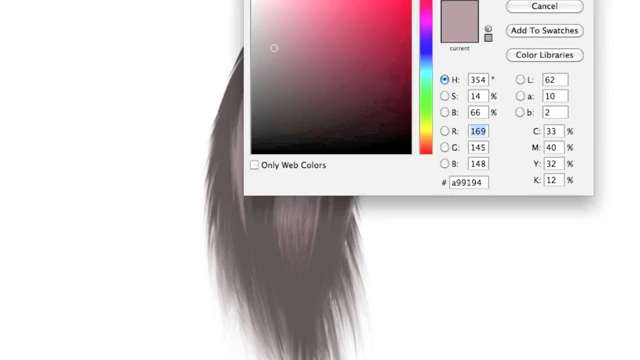 Cancel
current
Add To Swatches
Color Libraries
H: 354 ° L: 62
S: 14 % a: 10
B: 66 % b: 2
R: 169 C: 33 %
G: 145 M: 40 %
B: 148 Y: 32 %
# a99194 K: 12 %
Only Web Colors